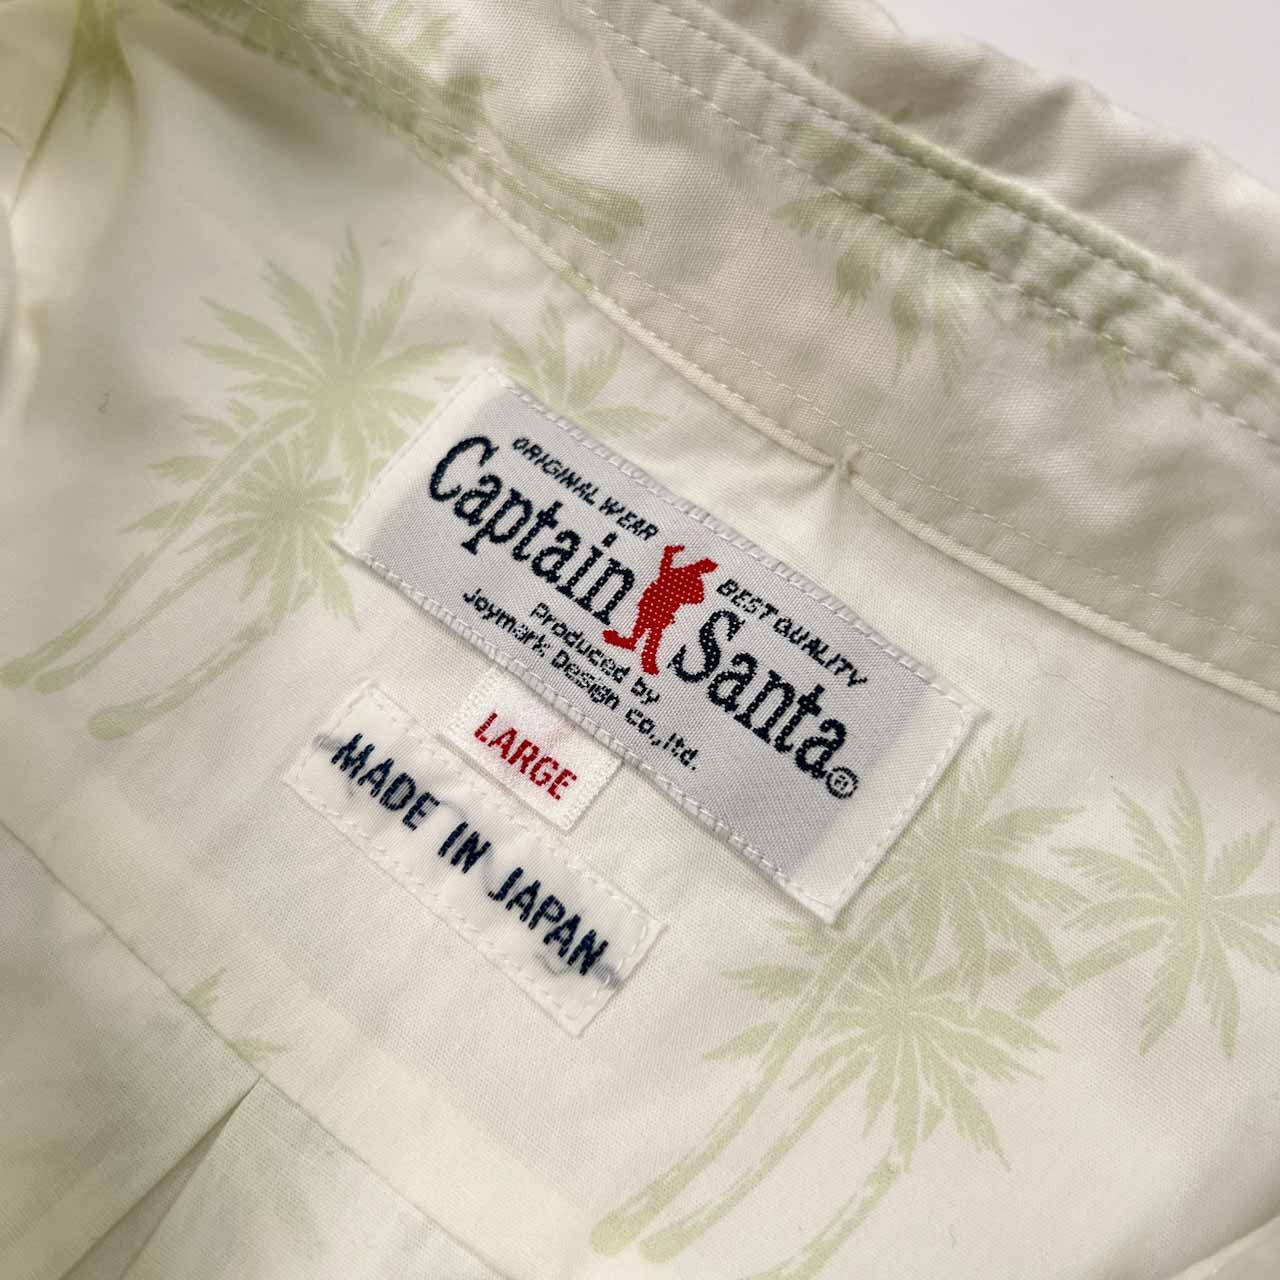 ORIGINAL WEAR BEST QUALITY
Captain Santa®
Produced by
Joymark Design co.,ltd.
LARGE
MADE IN JAPAN